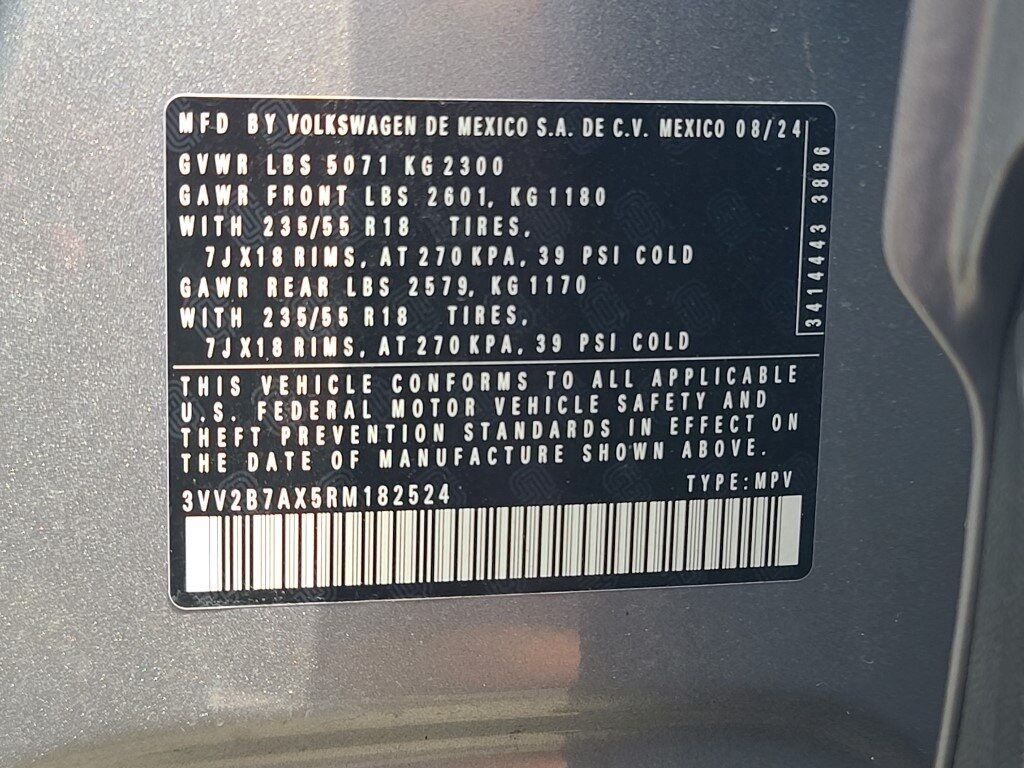 MFD BY VOLKSWAGEN DE MEXICO S.A. DE C.V. MEXICO 08/24
GVWR LBS 5071 KG 2300
GAWR FRONT LBS 2601, KG 1180
WITH 235/55 R18 TIRES,
7JX18 RIMS, AT 270 KPA, 39 PSI COLD
GAWR REAR LBS 2579, KG 1170
WITH 235/55 R18 TIRES,
7JX18 RIMS, AT 270 KPA, 39 PSI COLD
3414443 3886
THIS VEHICLE CONFORMS TO ALL APPLICABLE
U.S. FEDERAL MOTOR VEHICLE SAFETY AND
THEFT PREVENTION STANDARDS IN EFFECT ON
THE DATE OF MANUFACTURE SHOWN ABOVE.
3VV2B7AX5RM182524 TYPE:MPV